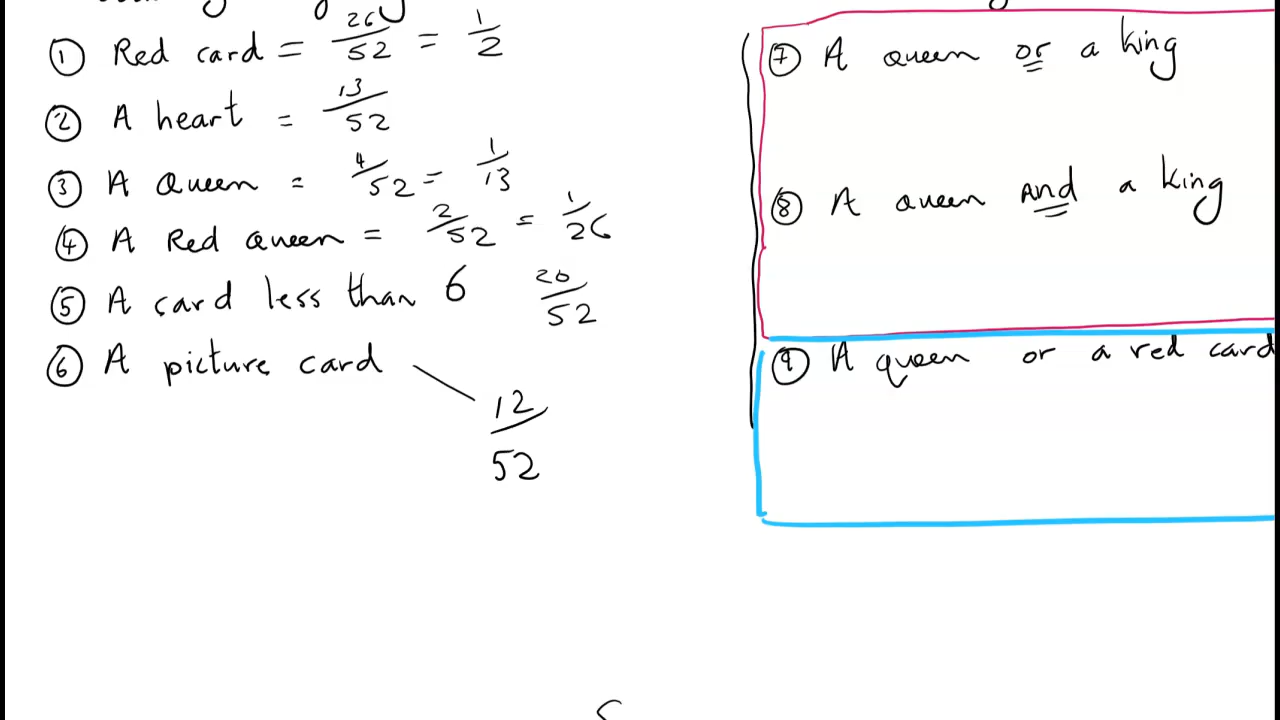 ① Red card = 26/52 = 1/2
② A heart = 13/52
③ A Queen = 4/52 = 1/13
④ A Red queen = 2/52 = 1/26
⑤ A card less than 6 20/52
⑥ A picture card
12/52
⑦ A queen or a king
⑧ A queen AND a king
⑨ A queen or a red card